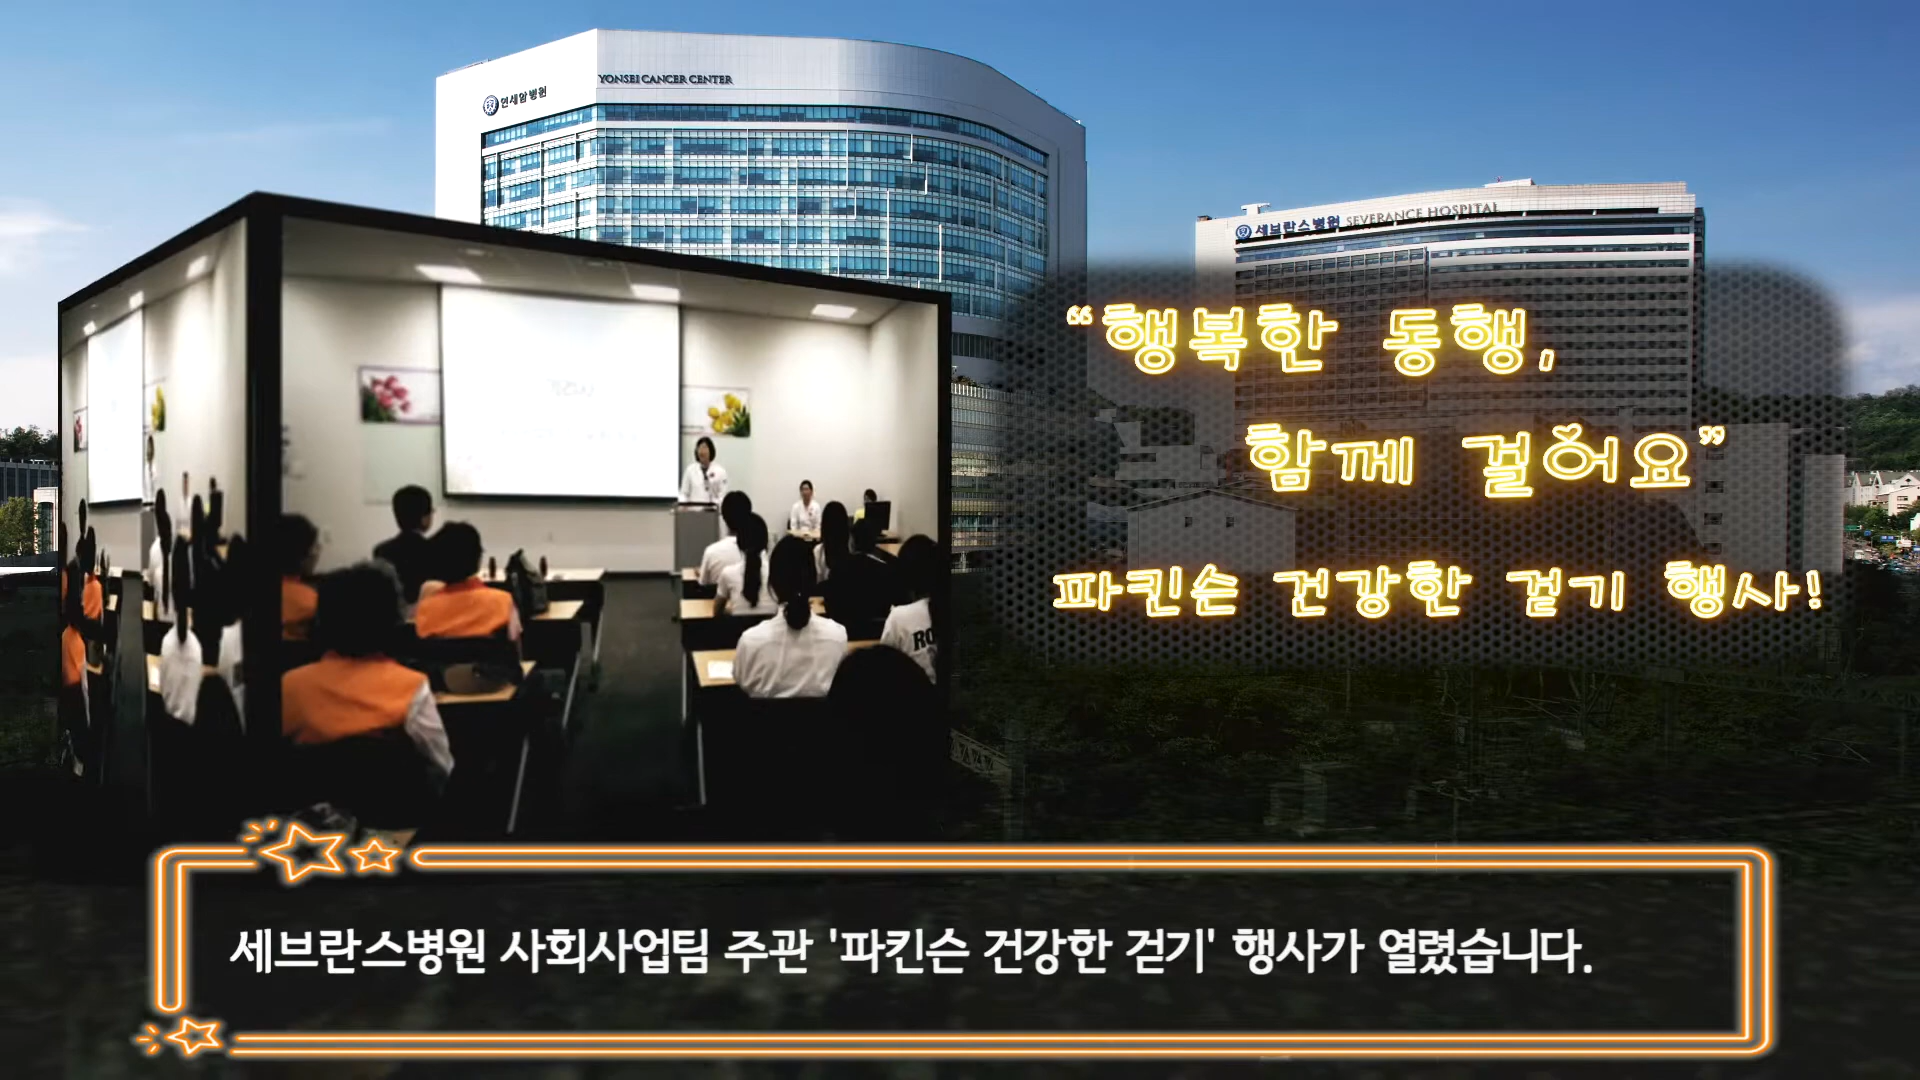 연세암병원
YONSEI CANCER CENTER
세브란스병원 SEVERANCE HOSPITAL
“행복한 동행,
함께 걸어요”
파킨슨 건강한 걷기 행사!
RO
세브란스병원 사회사업팀 주관 '파킨슨 건강한 걷기' 행사가 열렸습니다.